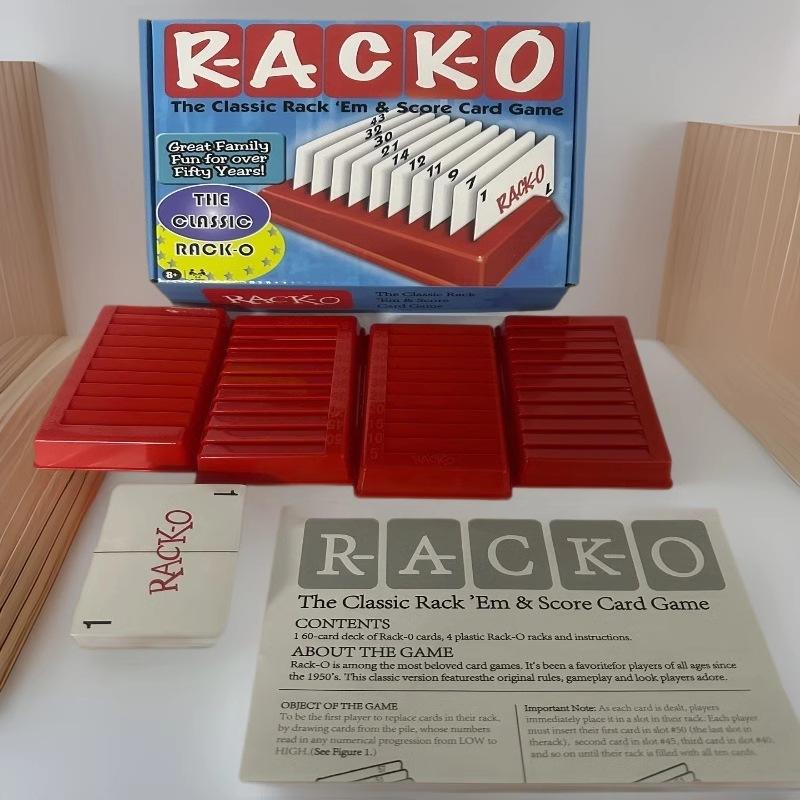 RACK-O
The Classic Rack 'Em & Score Card Game
Great Family
Fun for over
Fifty Years!
THE
CLASSIC
RACK-O
8+
43
32
30
21
14
12
11
9
7
1
RACK-O
1
RACK-O
The Classic Rack
'Em & Score
Card Game
10
5
RACK-O
1
RACK-O
1
RACK-O
The Classic Rack 'Em & Score Card Game
CONTENTS
1 60-card deck of Rack-0 cards, 4 plastic Rack-O racks and instructions.
ABOUT THE GAME
Rack-O is among the most beloved card games. It's been a favoritefor players of all ages since
the 1950's. This classic version featuresthe original rules, gameplay and look players adore.
OBJECT OF THE GAME
To be the first player to replace cards in their rack,
by drawing cards from the pile, whose numbers
read in any numerical progression from LOW to
HIGH.(See Figure 1.)
Important Note: As each card is dealt, players
immediately place it in a slot in their rack. Each player
must insert their first card in slot #50 (the last slot in
therack), second card in slot #45, third card in slot #40,
and so on until their rack is filled with all ten cards.